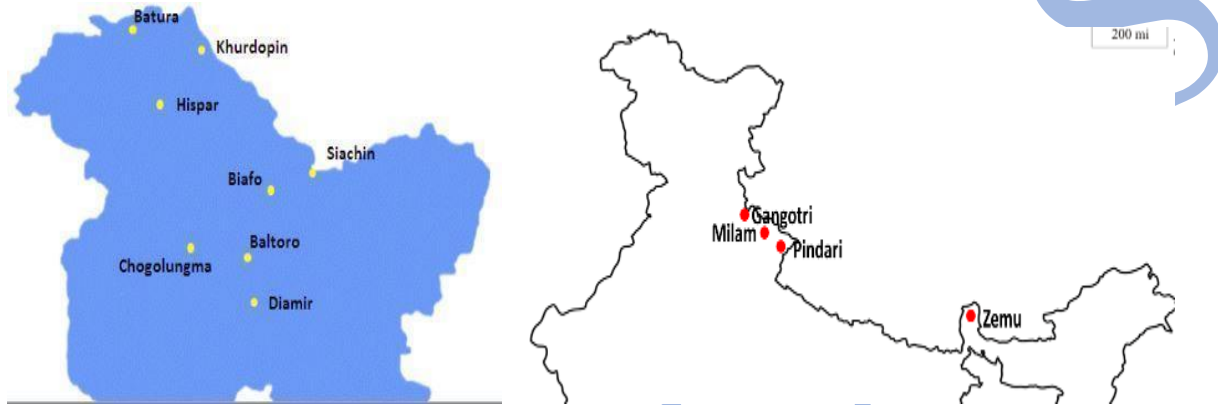 Batura
Khurdopin
Hispar
Siachin
Biafo
Baltoro
Chogolungma
Diamir
200 mi
Gangotri
Milam
Pindari
Zemu